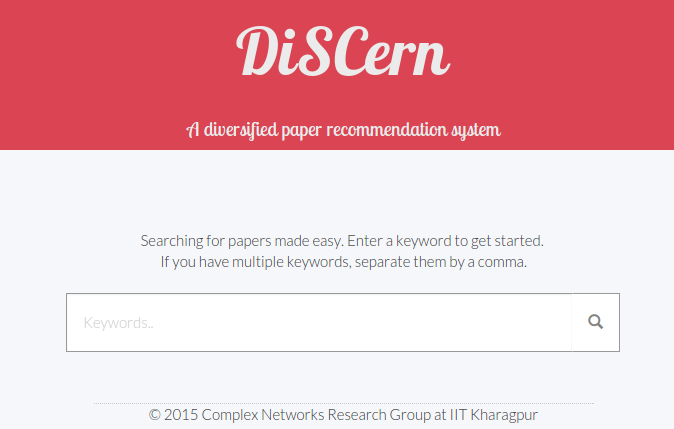 DiSCern
A diversified paper recommendation system
Searching for papers made easy. Enter a keyword to get started.
If you have multiple keywords, separate them by a comma.
Keywords..
© 2015 Complex Networks Research Group at IIT Kharagpur